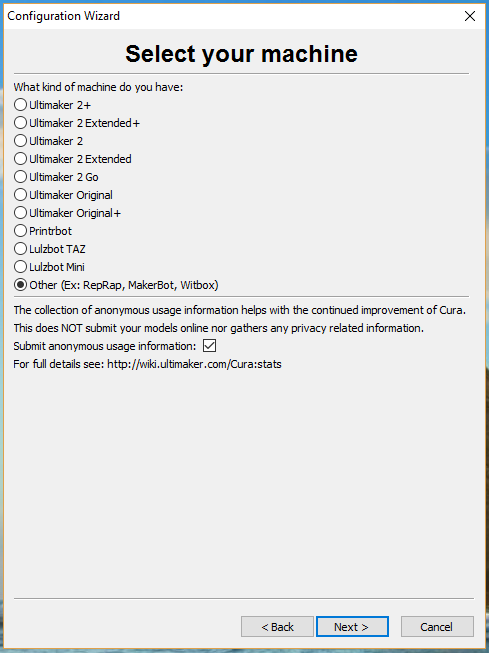 Configuration Wizard
Select your machine
What kind of machine do you have:
Ultimaker 2+
Ultimaker 2 Extended+
Ultimaker 2
Ultimaker 2 Extended
Ultimaker 2 Go
Ultimaker Original
Ultimaker Original+
Printrbot
Lulzbot TAZ
Lulzbot Mini
Other (Ex: RepRap, MakerBot, Witbox)
The collection of anonymous usage information helps with the continued improvement of Cura.
This does NOT submit your models online nor gathers any privacy related information.
Submit anonymous usage information:
For full details see: http://wiki.ultimaker.com/Cura:stats
< Back Next > Cancel